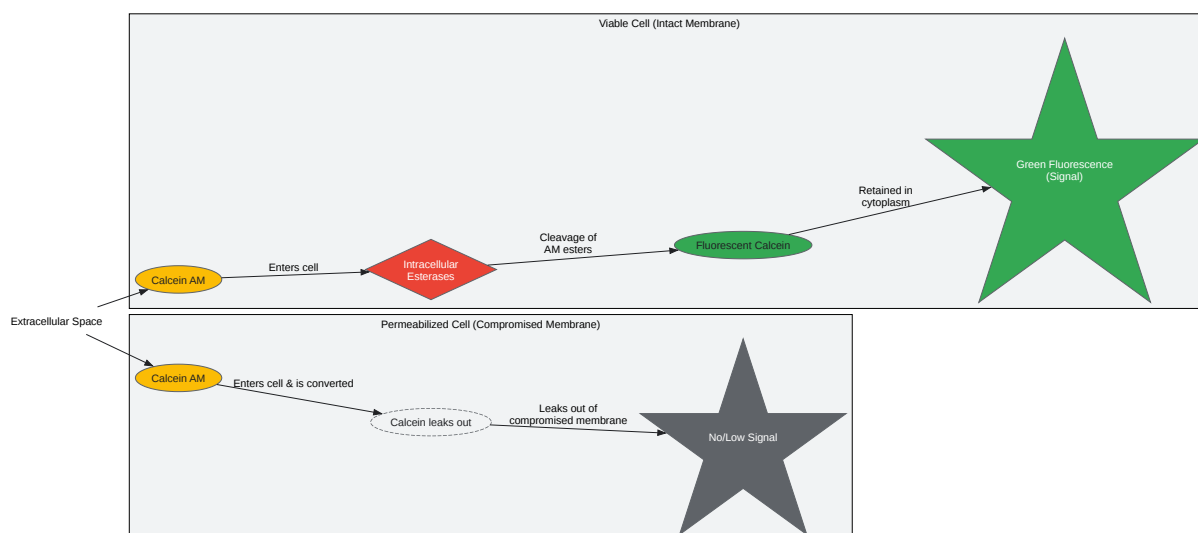 Viable Cell (Intact Membrane)
Green Fluorescence
(Signal)
Retained in
cytoplasm
Cleavage of
AM esters
Fluorescent Calcein
Intracellular
Esterases
Enters cell
Calcein AM
Extracellular Space
Permeabilized Cell (Compromised Membrane)
Calcein AM
Enters cell & is converted
Calcein leaks out
Leaks out of
compromised membrane
No/Low Signal